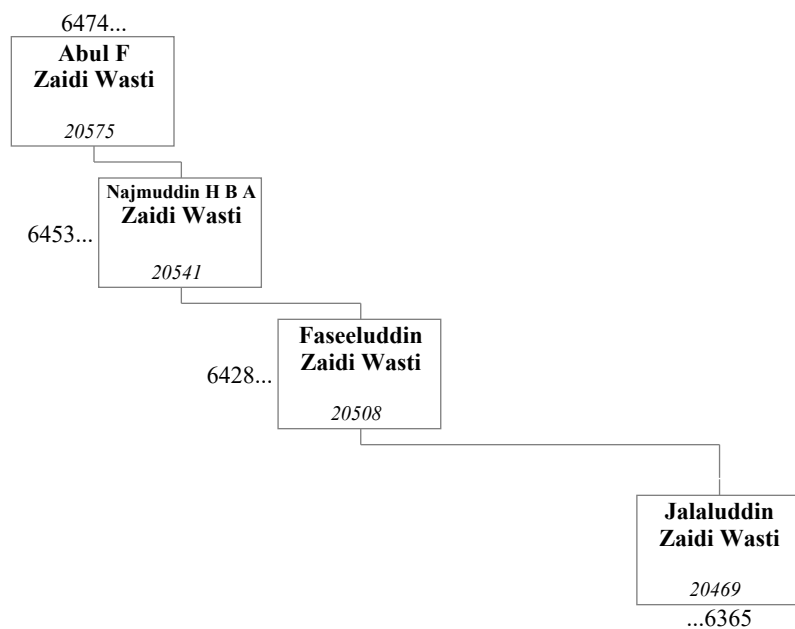 6474...
Abul F
Zaidi Wasti
20575
Najmuddin H B A
Zaidi Wasti
6453...
20541
Faseeluddin
Zaidi Wasti
6428...
20508
Jalaluddin
Zaidi Wasti
20469
...6365